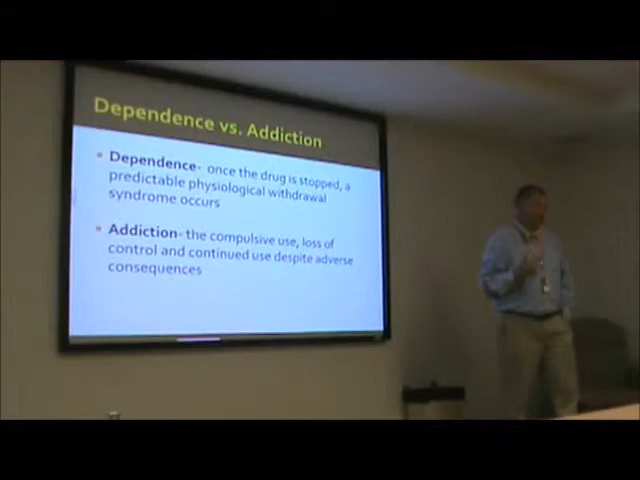 Dependence vs. Addiction
Dependence- once the drug is stopped, a
predictable physiological withdrawal
syndrome occurs
Addiction- the compulsive use, loss of
control and continued use despite adverse
consequences